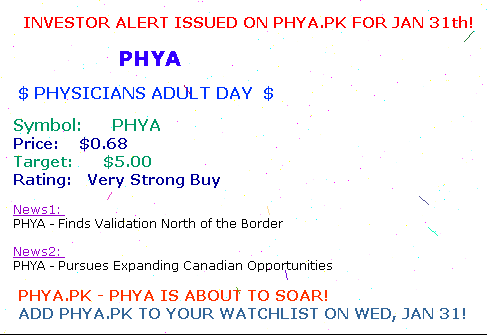 INVESTOR ALERT ISSUED ON PHYA.PK FOR JAN 31th!
PHYA
$ PHYSICIANS ADULT DAY $
Symbol: PHYA
Price: $0.68
Target: $5.00
Rating: Very Strong Buy
News1:
PHYA - Finds Validation North of the Border
News2:
PHYA - Pursues Expanding Canadian Opportunities
PHYA.PK - PHYA IS ABOUT TO SOAR!
ADD PHYA.PK TO YOUR WATCHLIST ON WED, JAN 31!